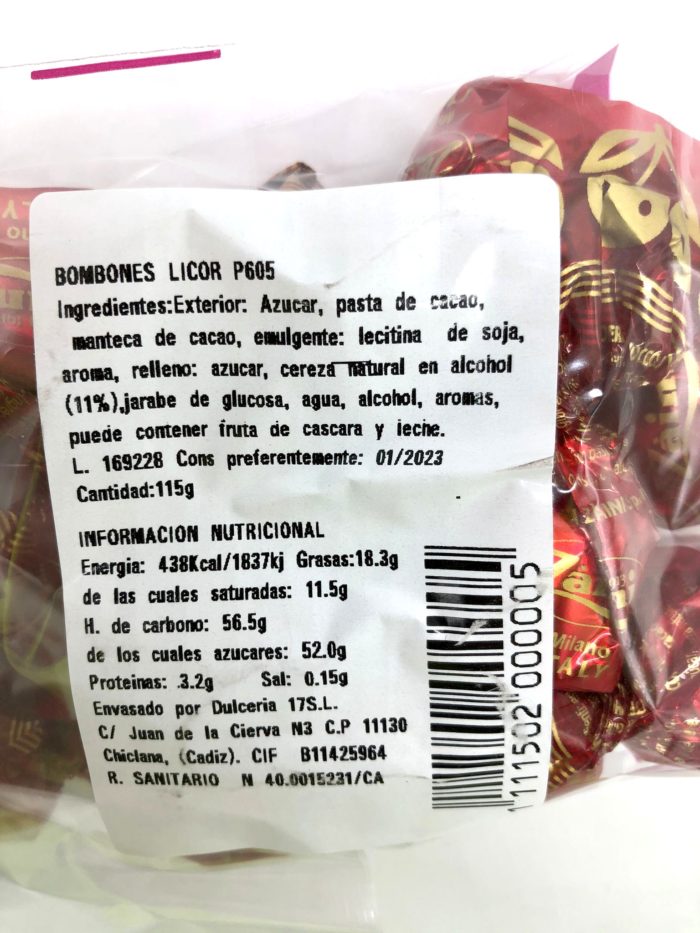 BOMBONES LICOR P605
Ingredientes:Exterior: Azucar, pasta de cacao,
manteca de cacao, emulgente: lecitina de soja,
aroma, relleno: azucar, cereza natural en alcohol
(11%),jarabe de glucosa, agua, alcohol, aromas,
puede contener fruta de cascara y leche.
L. 169228 Cons preferentemente: 01/2023
Cantidad:115g
INFORMACION NUTRICIONAL
Energia: 438Kcal/1837kj Grasas:18.3g
de las cuales saturadas: 11.5g
H. de carbono: 56.5g
de los cuales azucares: 52.0g
Proteinas: 3.2g Sal: 0.15g
Envasado por Dulceria 17S.L.
C/ Juan de la Cierva N3 C.P 11130
Chiclana, (Cadiz). CIF B11425964
R. SANITARIO N 40.0015231/CA
1 111502 000005
Milano
ITALY